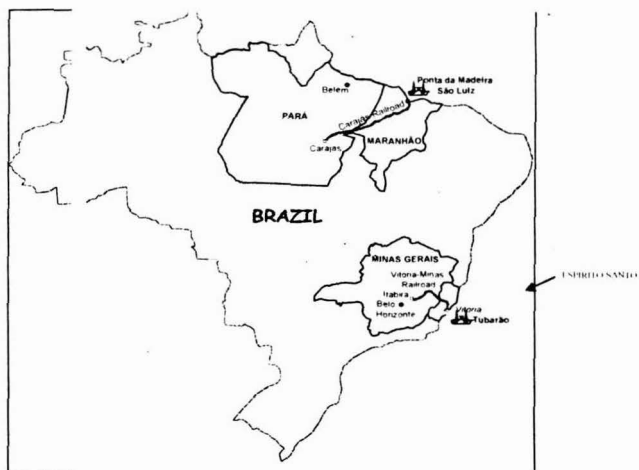 Ponta da Madeira
São Luiz
Belém
PARÁ
Carajás Railroad
MARANHÃO
Carajás
BRAZIL
MINAS GERAIS
Vitoria-Minas
Railroad
Itabira
Belo
Horizonte
ESPIRITO SANTO
Vitória
Tubarão